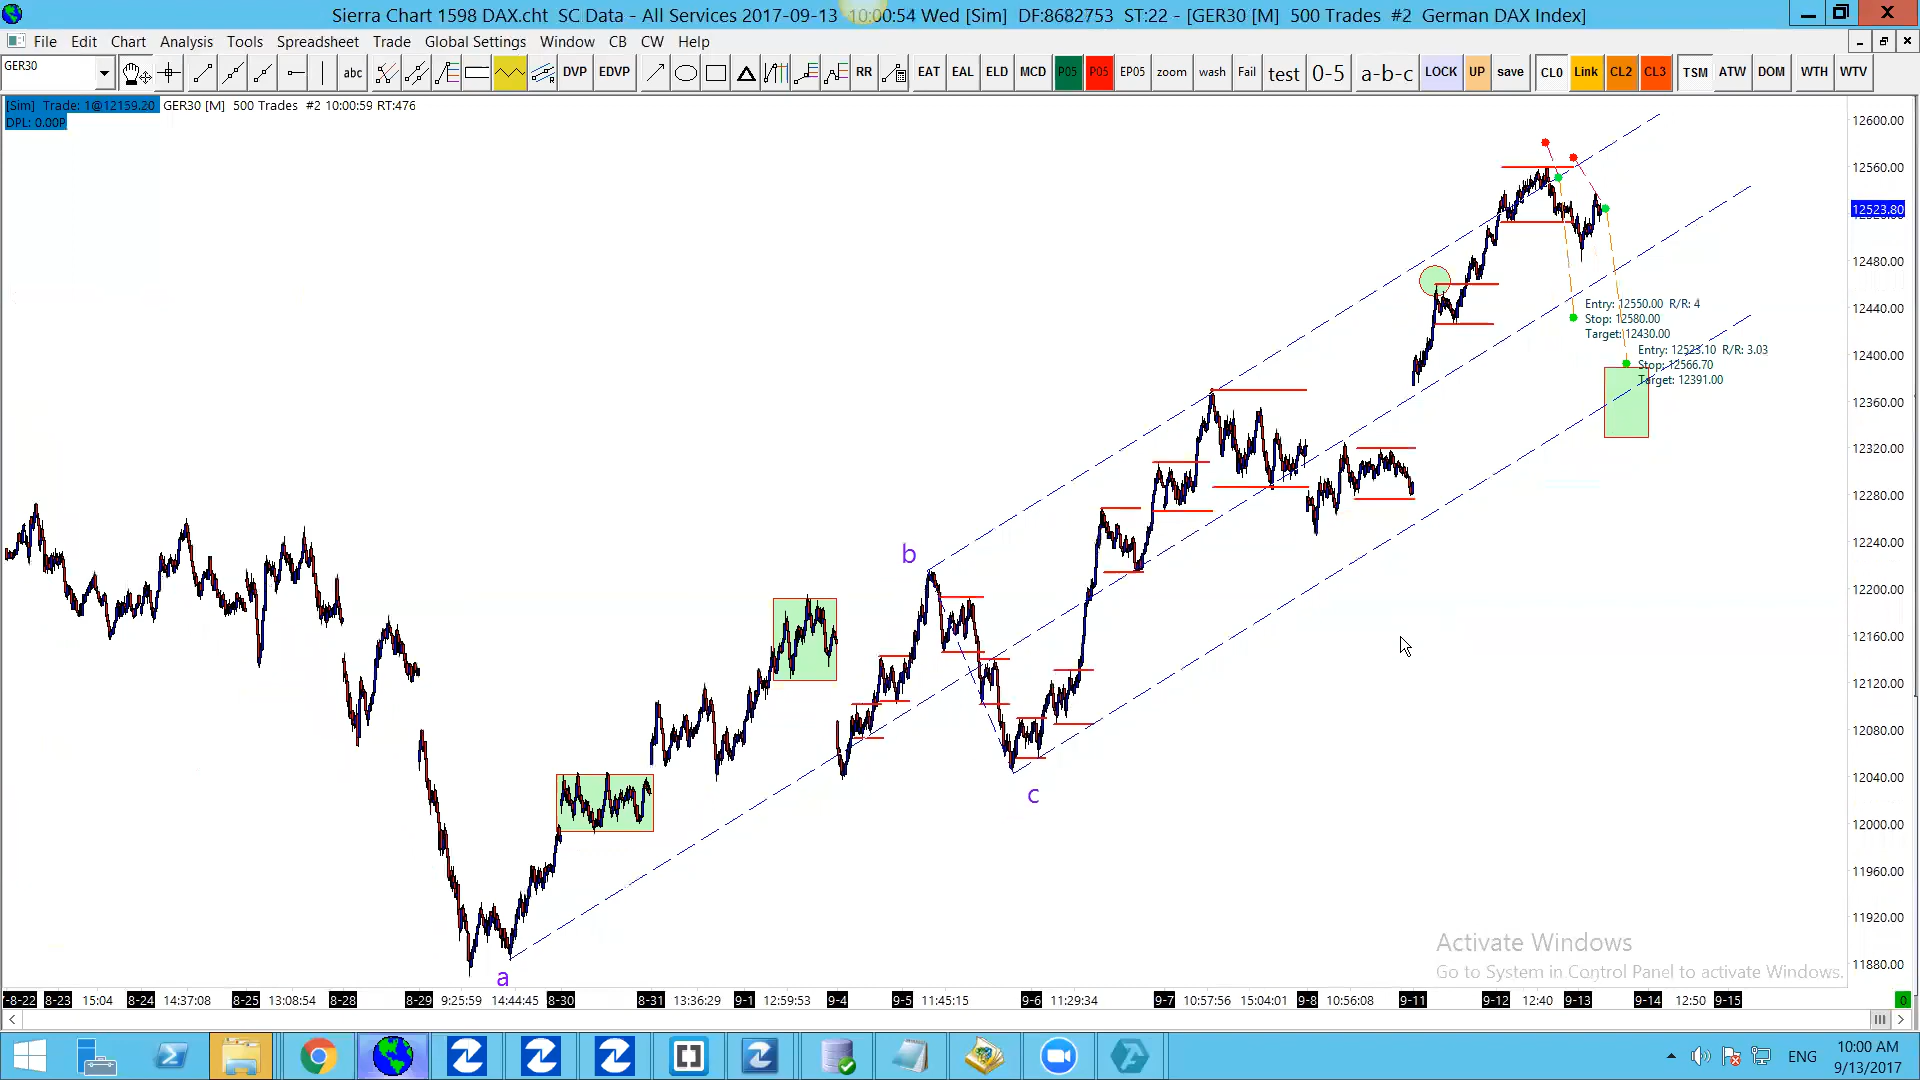 Sierra Chart 1598 DAX.cht  SC Data - All Services 2017-09-13  10:00:54 Wed [Sim]  DF:8682753  ST:22 - [GER30 [M]  500 Trades  #2  German DAX Index]
File Edit Chart Analysis Tools Spreadsheet Trade Global Settings Window CB CW Help
GER30 abc DVP EDVP RR EAT EAL ELD MCD P05 P05 EP05 zoom wash Fail test 0-5 a-b-c LOCK UP save CL0 Link CL2 CL3 TSM ATW DOM WTH WTV
[Sim]  Trade: 1@12159.20 GER30 [M]  500 Trades  #2 10:00:59 RT:476
DPL: 0.00P
12600.00
12560.00
12523.80
12480.00
12440.00
12400.00
12360.00
12320.00
12280.00
12240.00
12200.00
12160.00
12120.00
12080.00
12040.00
12000.00
11960.00
11920.00
11880.00
Entry: 12550.00  R/R: 4
Stop: 12580.00
Target: 12430.00
Entry: 12523.10  R/R: 3.03
Stop: 12566.70
Target: 12391.00
b
c
a
Activate Windows
Go to System in Control Panel to activate Windows.
-8-22 8-23 15:04 8-24 14:37:08 8-25 13:08:54 8-28 8-29 9:25:59 14:44:45 8-30 8-31 13:36:29 9-1 12:59:53 9-4 9-5 11:45:15 9-6 11:29:34 9-7 10:57:56 15:04:01 9-8 10:56:08 9-11 9-12 12:40 9-13 9-14 12:50 9-15 0
ENG
10:00 AM
9/13/2017